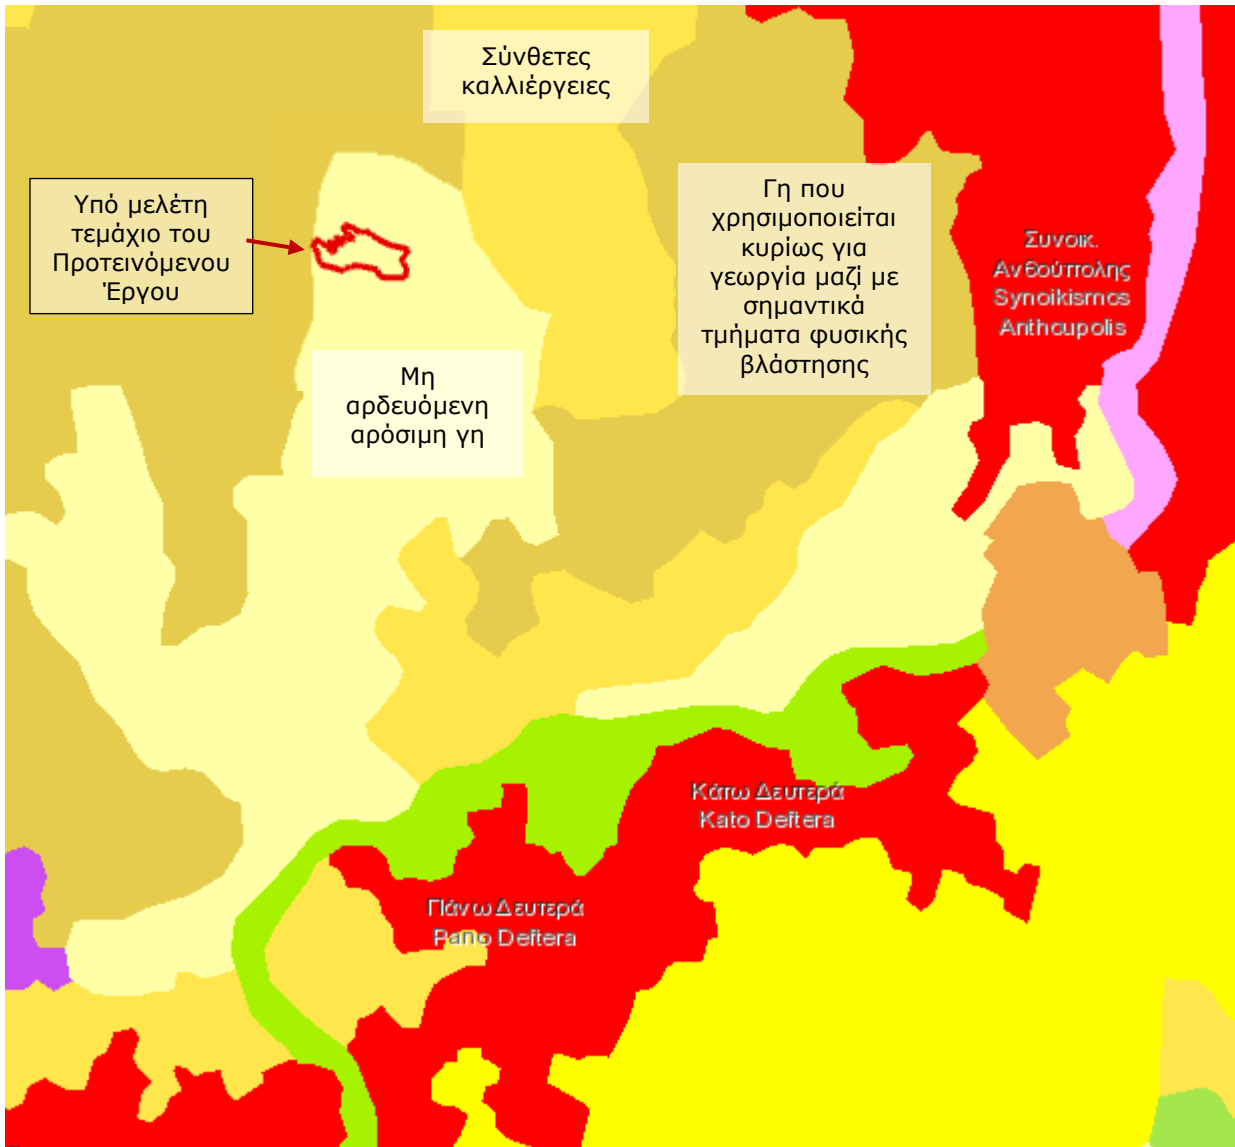 Σύνθετες
καλλιέργειες
Υπό μελέτη
τεμάχιο του
Προτεινόμενου
Έργου
Γη που
χρησιμοποιείται
κυρίως για
γεωργία μαζί με
σημαντικά
τμήματα φυσικής
βλάστησης
Συνοικ.
Ανθούπολης
Synoikismos
Anthoupolis
Μη
αρδευόμενη
αρόσιμη γη
Κάτω Δευτερά
Kato Deftera
Πάνω Δευτερά
Pano Deftera